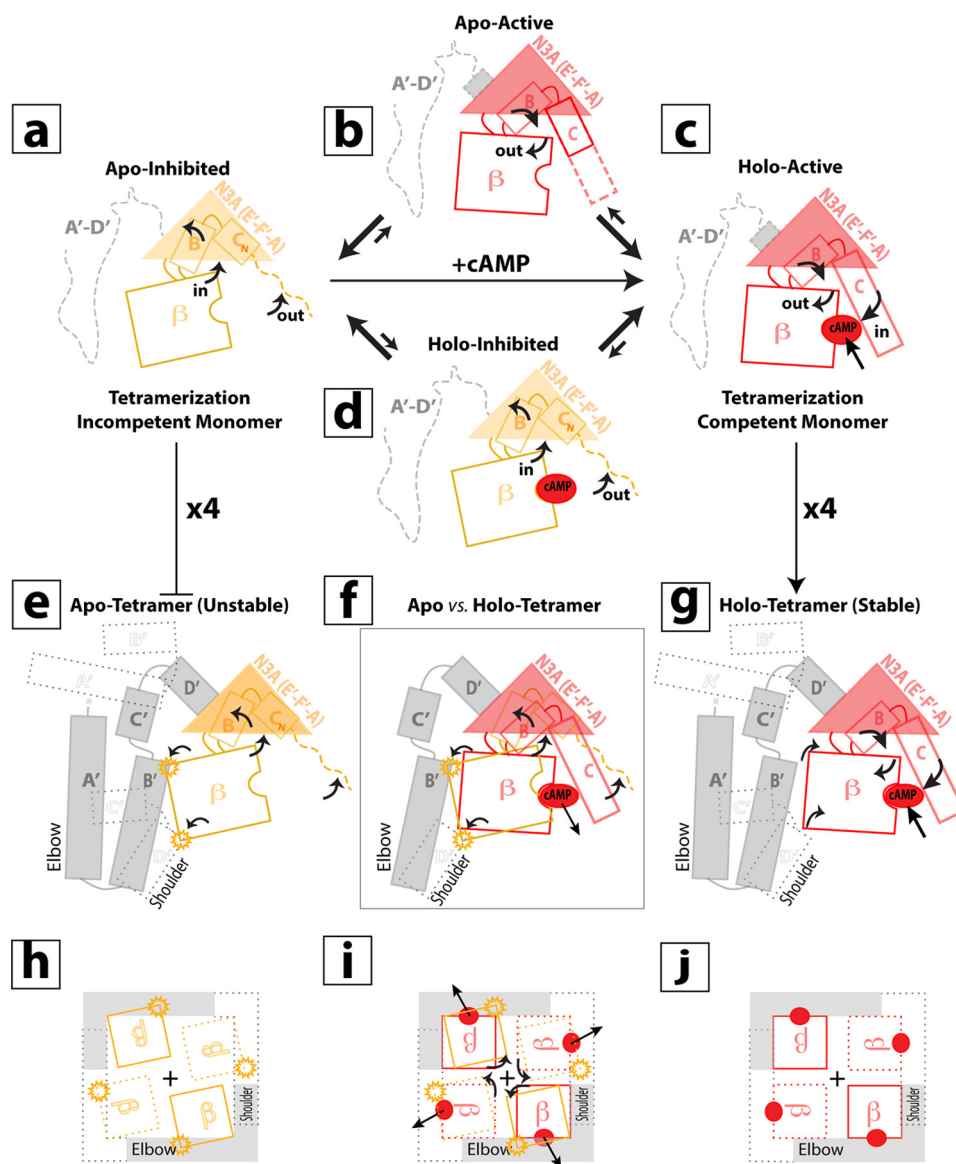 a
Apo-Inhibited
A'-D'
N3A (E'-F'-A)
B
C_N
β
in
out
b
Apo-Active
A'-D'
N3A (E'-F'-A)
B
C
out
β
c
Holo-Active
A'-D'
N3A (E'-F'-A)
B
C
out
β
cAMP
in
+cAMP
d
Holo-Inhibited
A'-D'
N3A (E'-F'-A)
B
C_N
in
β
cAMP
out
Tetramerization
Incompetent Monomer
x4
Tetramerization
Competent Monomer
x4
e
Apo-Tetramer (Unstable)
B'
A'
D'
N3A (E'-F'-A)
C'
B
C_N
A'
B'
β
C'
D'
Elbow
Shoulder
f
Apo vs. Holo-Tetramer
D'
N3A (E'-F'-A)
C'
B
C
B'
β
cAMP
Elbow
Shoulder
g
Holo-Tetramer (Stable)
B'
A'
D'
N3A (E'-F'-A)
C'
B
C
A'
B'
β
cAMP
C'
D'
Elbow
Shoulder
h
β
β
+
β
β
Shoulder
Elbow
i
β
β
+
β
β
Shoulder
Elbow
j
β
β
+
β
β
Shoulder
Elbow